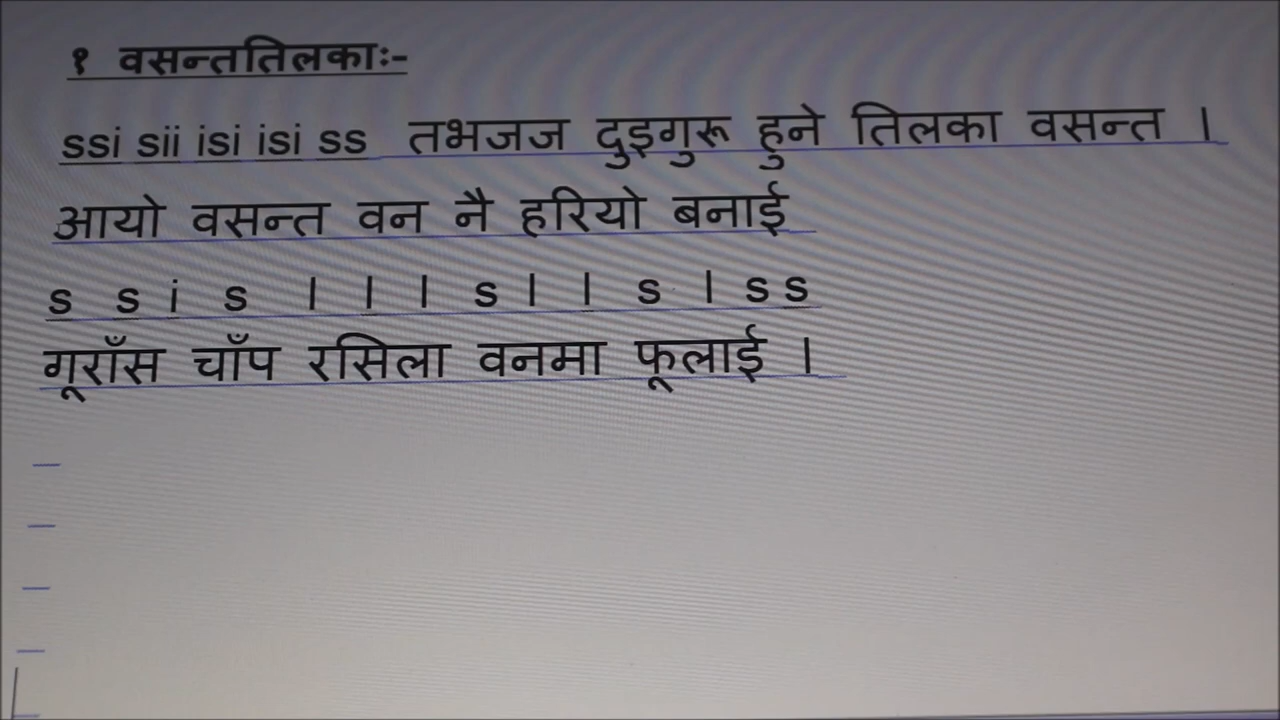 १ वसन्ततिलकाः-
ssi sii isi isi ss तभजज दुइगुरू हुने तिलका वसन्त ।
आयो वसन्त वन नै हरियो बनाई
s s i s l l l s l l s l s s
गूराँस चाँप रसिला वनमा फूलाई ।